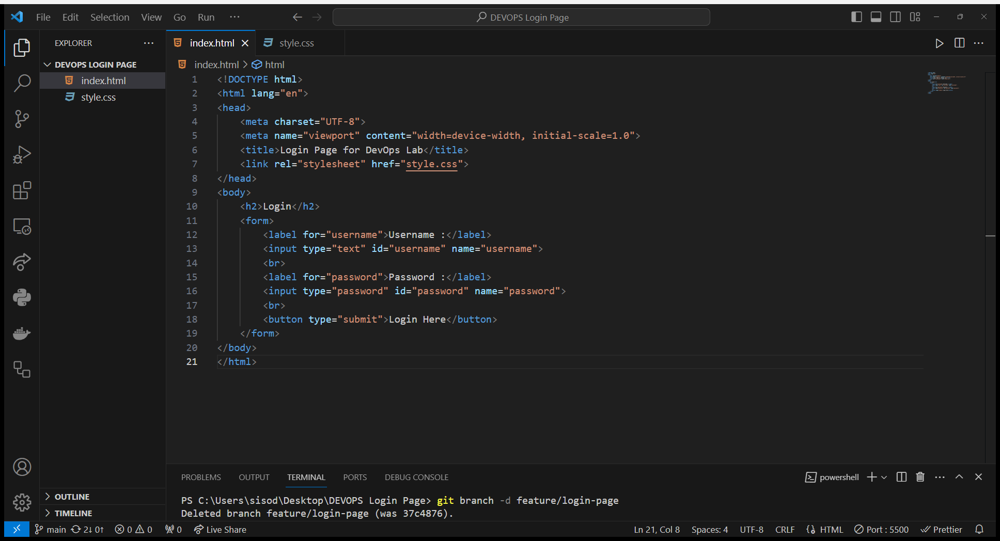 File Edit Selection View Go Run ··· DEVOPS Login Page
EXPLORER ···
DEVOPS LOGIN PAGE
index.html
style.css
OUTLINE
TIMELINE
index.html style.css ···
index.html > html
1 <!DOCTYPE html>
2 <html lang="en">
3 <head>
4 <meta charset="UTF-8">
5 <meta name="viewport" content="width=device-width, initial-scale=1.0">
6 <title>Login Page for DevOps Lab</title>
7 <link rel="stylesheet" href="style.css">
8 </head>
9 <body>
10 <h2>Login</h2>
11 <form>
12 <label for="username">Username :</label>
13 <input type="text" id="username" name="username">
14 <br>
15 <label for="password">Password :</label>
16 <input type="password" id="password" name="password">
17 <br>
18 <button type="submit">Login Here</button>
19 </form>
20 </body>
21 </html>
PROBLEMS OUTPUT TERMINAL PORTS DEBUG CONSOLE powershell ···
PS C:\Users\sisod\Desktop\DEVOPS Login Page> git branch -d feature/login-page
Deleted branch feature/login-page (was 37c4876).
main 2↓ 0↑ 0 0 0 Live Share Ln 21, Col 8 Spaces: 4 UTF-8 CRLF HTML Port : 5500 Prettier